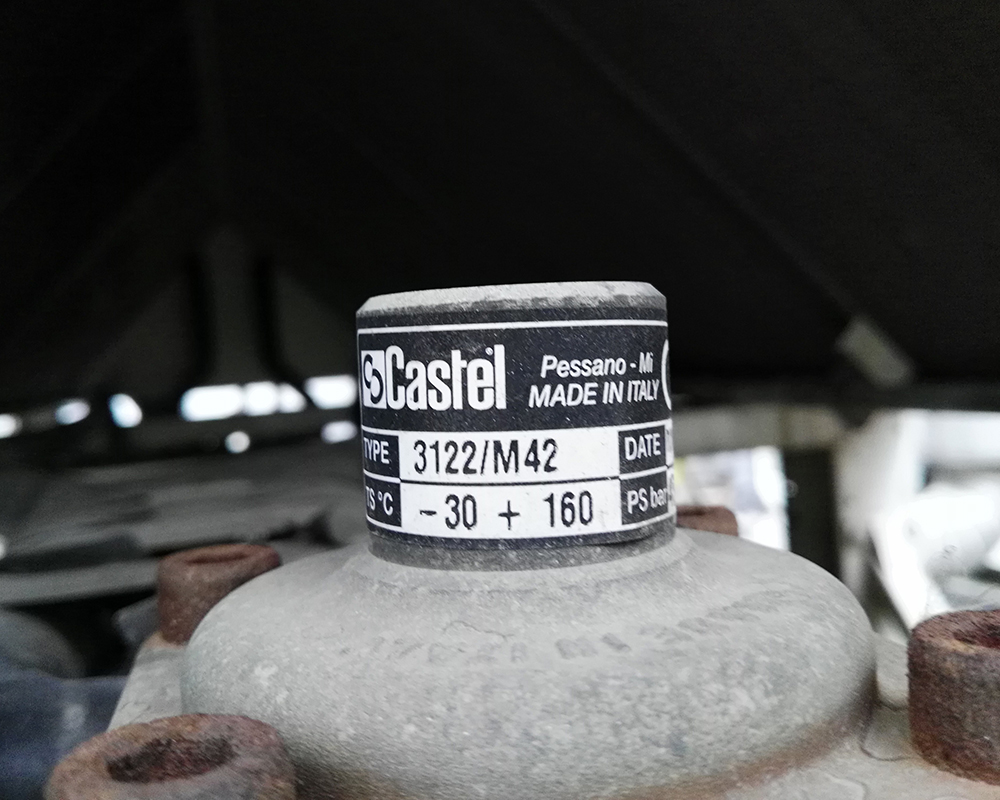 Castel
Pessano - Mi
MADE IN ITALY
TYPE 3122/M42 DATE
TS °C -30 + 160 PS bar